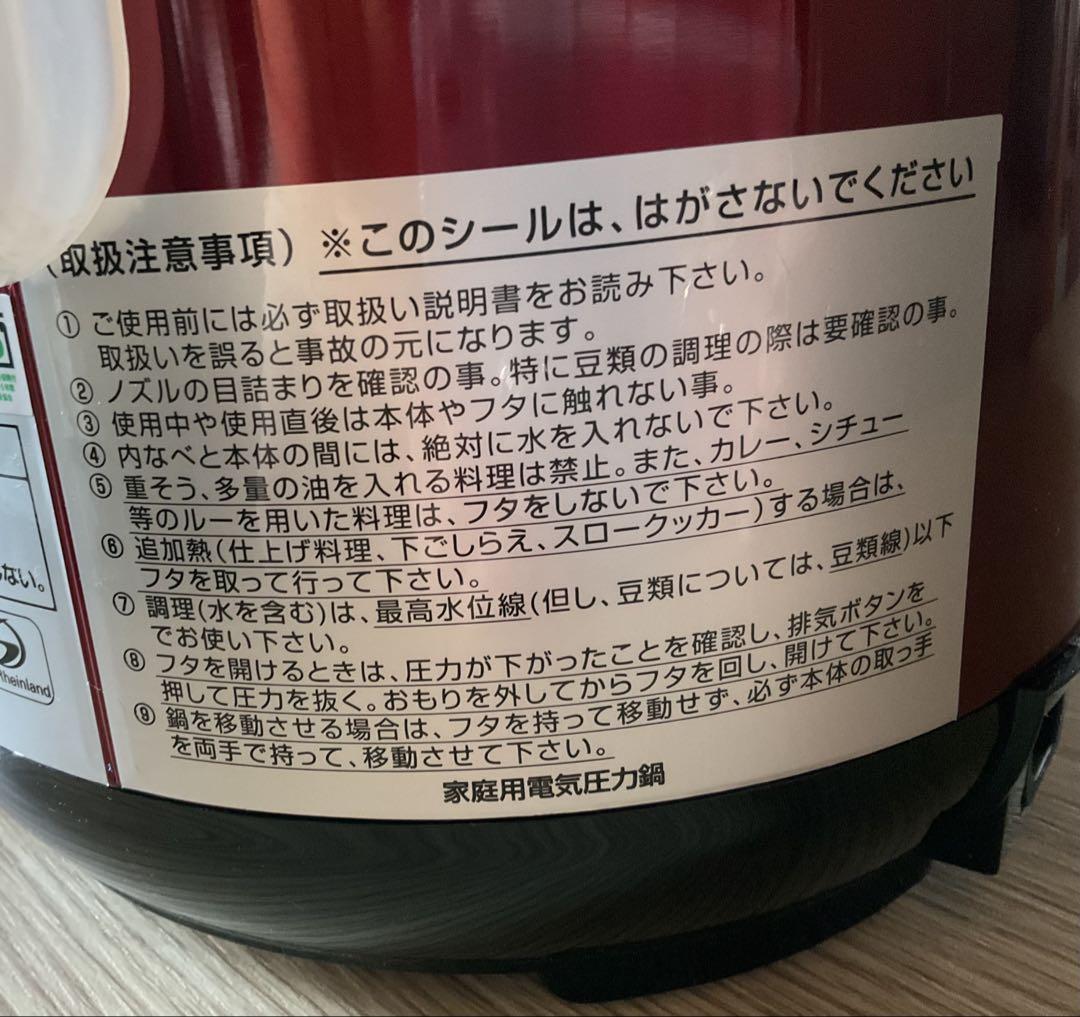 (取扱注意事項) ※このシールは、はがさないでください
① ご使用前には必ず取扱い説明書をお読み下さい。
取扱いを誤ると事故の元になります。
② ノズルの目詰まりを確認の事。特に豆類の調理の際は要確認の事。
③ 使用中や使用直後は本体やフタに触れない事。
④ 内なべと本体の間には、絶対に水を入れないで下さい。
⑤ 重そう、多量の油を入れる料理は禁止。また、カレー、シチュー
等のルーを用いた料理は、フタをしないで下さい。
⑥ 追加熱(仕上げ料理、下ごしらえ、スロークッカー)する場合は、
フタを取って行って下さい。
⑦ 調理(水を含む)は、最高水位線(但し、豆類については、豆類線)以下
でお使い下さい。
⑧ フタを開けるときは、圧力が下がったことを確認し、排気ボタンを
押して圧力を抜く。おもりを外してからフタを回し、開けて下さい。
⑨ 鍋を移動させる場合は、フタを持って移動せず、必ず本体の取っ手
を両手で持って、移動させて下さい。
家庭用電気圧力鍋
ない。
Rheinland